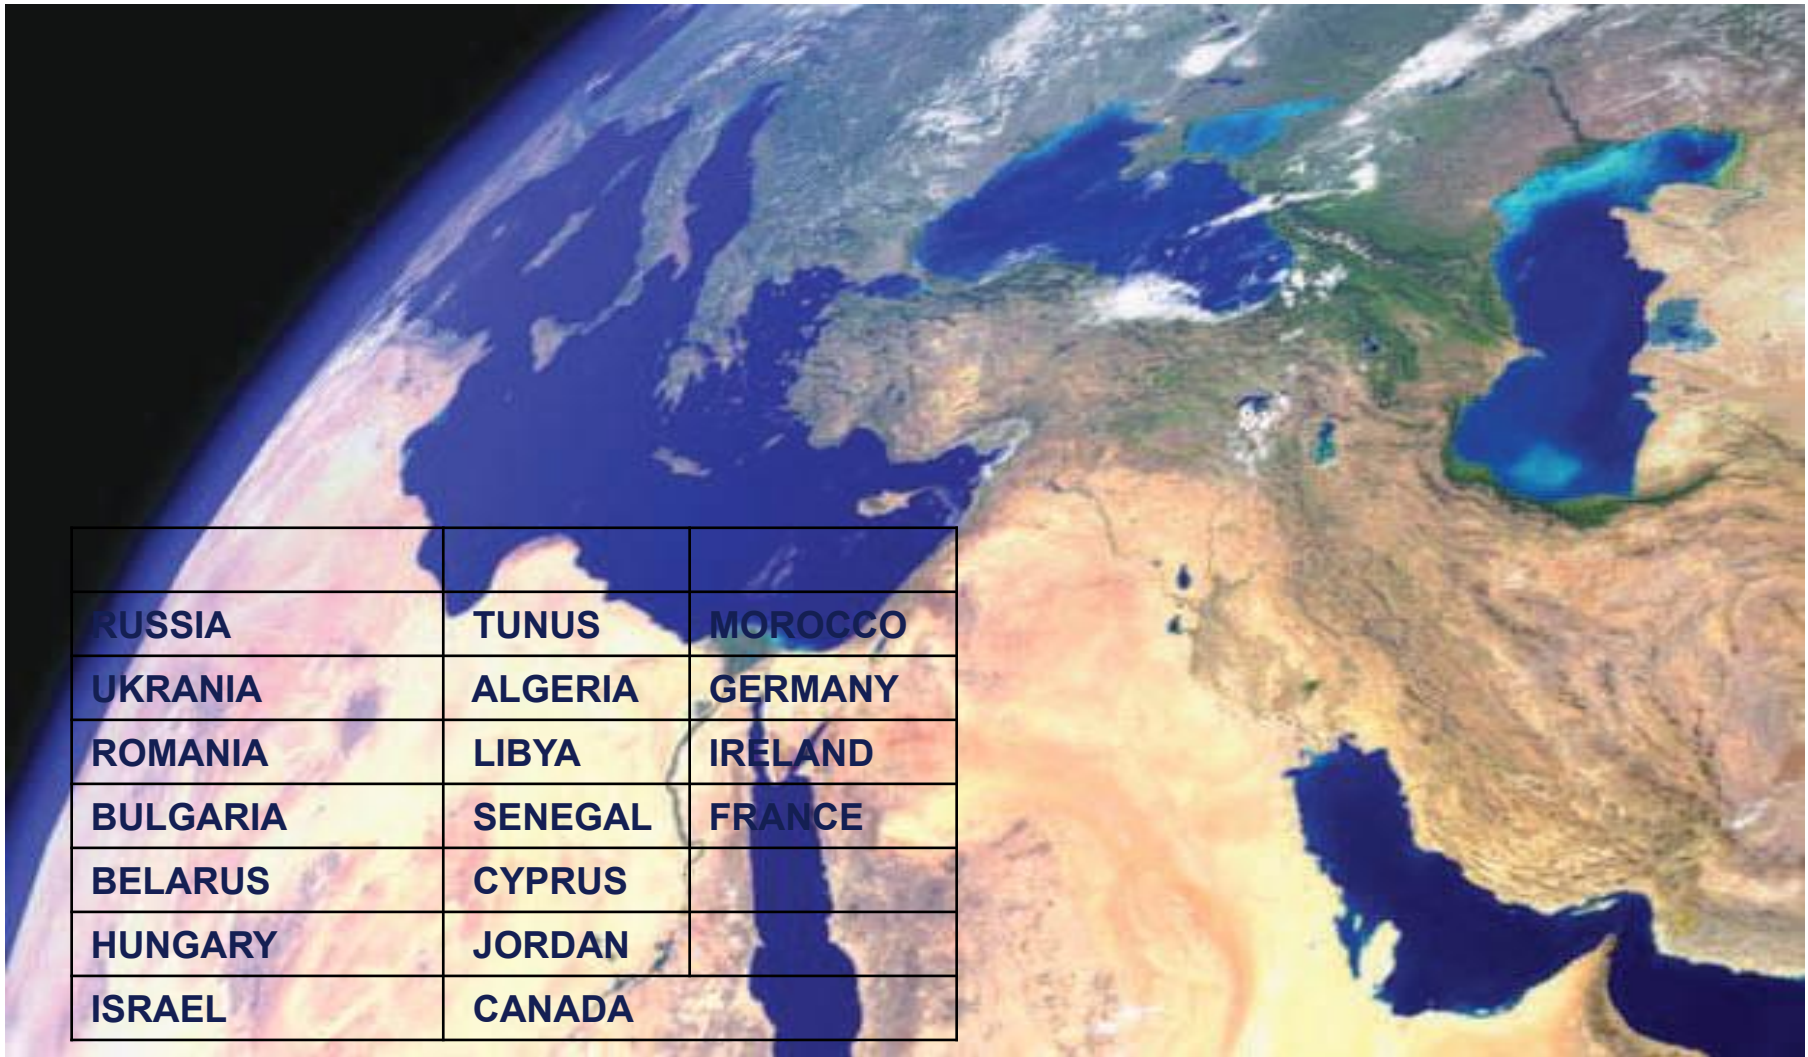 RUSSIA TUNUS MOROCCO
UKRANIA ALGERIA GERMANY
ROMANIA LIBYA IRELAND
BULGARIA SENEGAL FRANCE
BELARUS CYPRUS
HUNGARY JORDAN
ISRAEL CANADA